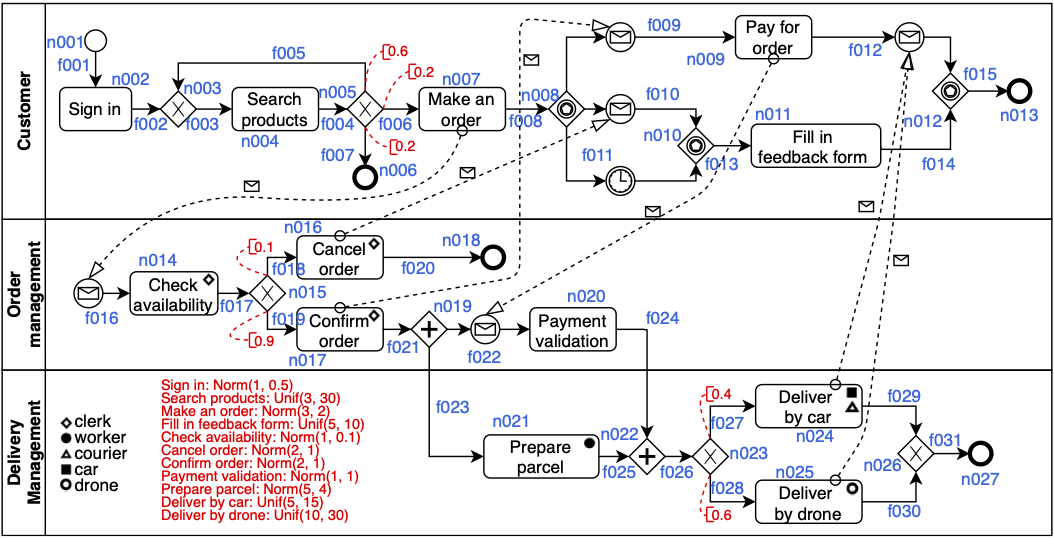 Customer
n001
f001
n002
Sign in
f002
n003
f003
f005
Search
products
n004
n005
f004
0.6
0.2
0.2
f006
f007
n006
n007
Make an
order
f008
n008
f009
Pay for
order
n009
f010
n010
f011
f013
n011
Fill in
feedback form
f012
f014
n012
f015
n013
Order
management
f016
n014
Check
availability
f017
0.1
0.9
n015
f018
f019
n016
Cancel
order
f020
n018
Confirm
order
n017
f021
n019
f022
n020
Payment
validation
f024
Delivery
Management
clerk
worker
courier
car
drone
Sign in: Norm(1, 0.5)
Search products: Unif(3, 30)
Make an order: Norm(3, 2)
Fill in feedback form: Unif(5, 10)
Check availability: Norm(1, 0.1)
Cancel order: Norm(2, 1)
Confirm order: Norm(2, 1)
Payment validation: Norm(1, 1)
Prepare parcel: Norm(5, 4)
Deliver by car: Unif(5, 15)
Deliver by drone: Unif(10, 30)
f023
n021
Prepare
parcel
f025
n022
f026
n023
0.4
0.6
f027
f028
Deliver
by car
n024
f029
n025
Deliver
by drone
f030
n026
f031
n027